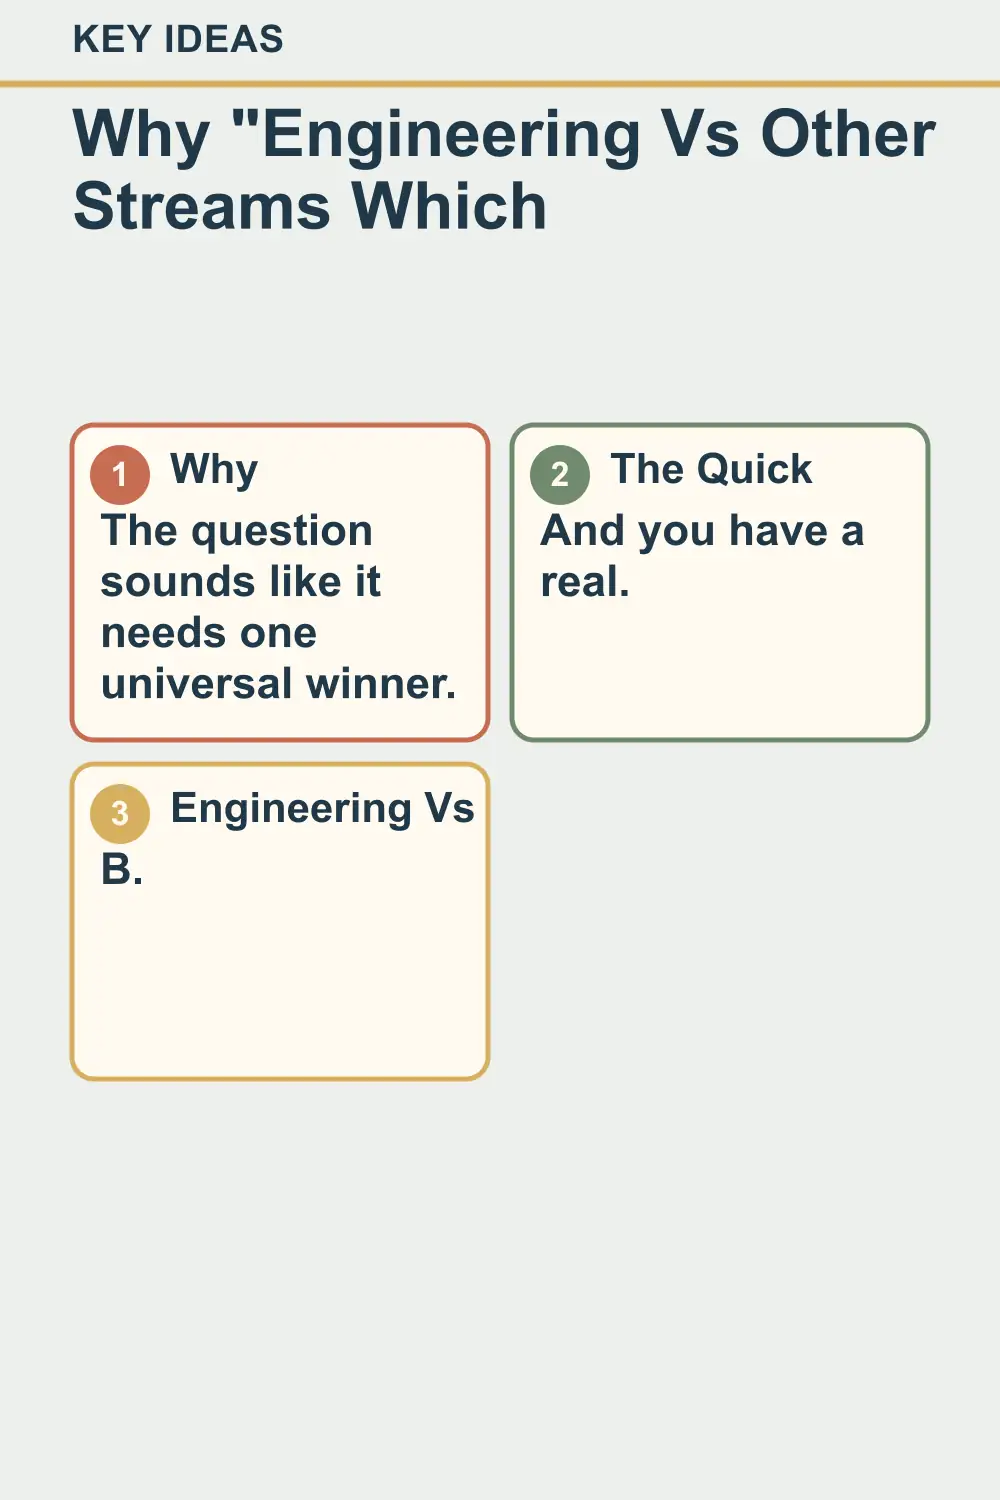 KEY IDEAS
Why "Engineering Vs Other
Streams Which
1 Why
The question
sounds like it
needs one
universal winner.
2 The Quick
And you have a
real.
3 Engineering Vs
B.